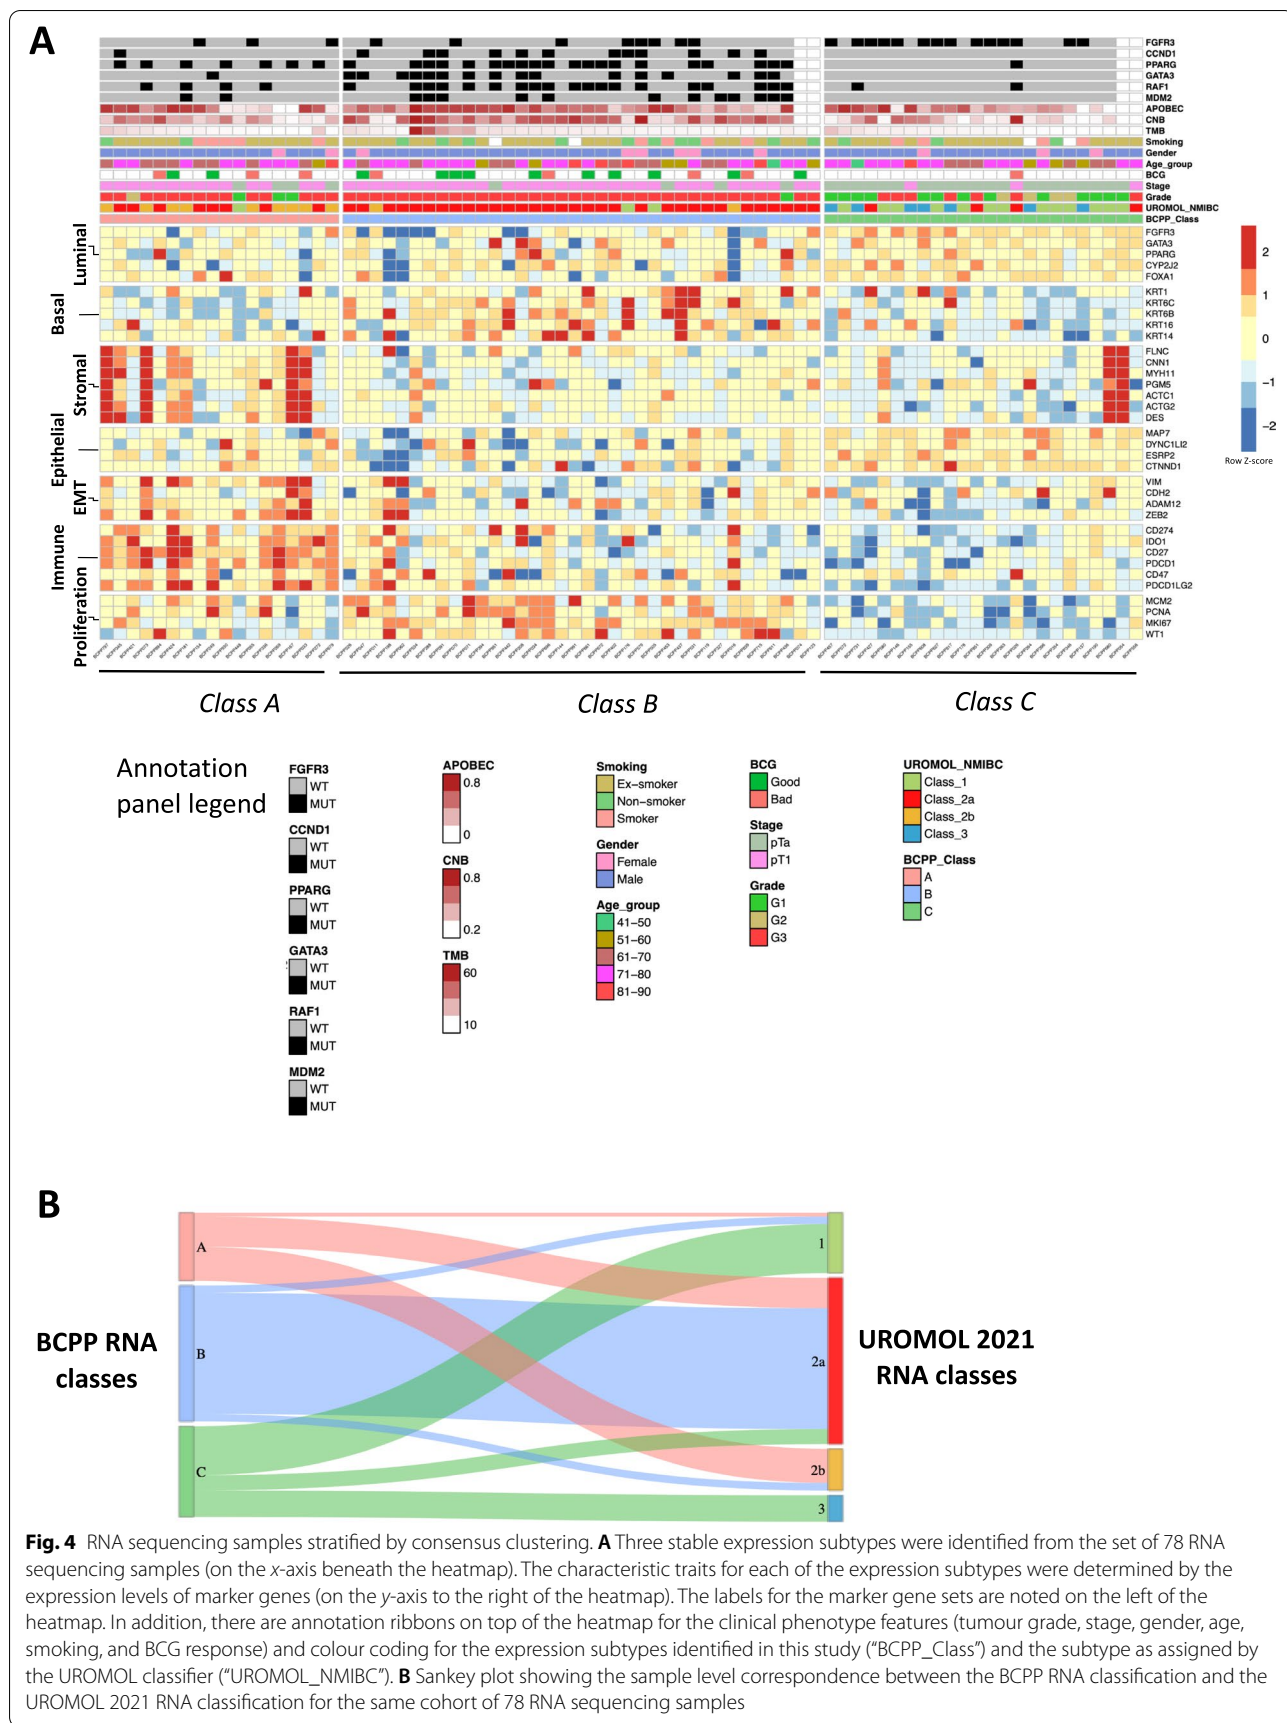 A
FGFR3
CCND1
PPARG
GATA3
RAF1
MDM2
APOBEC
CNB
TMB
Smoking
Gender
Age_group
BCG
Stage
Grade
UROMOL_NMIBC
BCPP_Class
Luminal
FGFR3
GATA3
PPARG
CYP2J2
FOXA1
Basal
KRT1
KRT6C
KRT6B
KRT16
KRT14
Stromal
FLNC
CNN1
MYH11
PGM5
ACTC1
ACTG2
DES
Epithelial
MAP7
DYNC1LI2
ESRP2
CTNND1
EMT
VIM
CDH2
ADAM12
ZEB2
Immune
CD274
IDO1
CD27
PDCD1
CD47
PDCD1LG2
Proliferation
MCM2
PCNA
MKI67
WT1
2
1
0
−1
−2
Row Z-score
Class A
Class B
Class C
Annotation
panel legend
FGFR3
WT
MUT
CCND1
WT
MUT
PPARG
WT
MUT
GATA3
WT
MUT
RAF1
WT
MUT
MDM2
WT
MUT
APOBEC
0.8
0
CNB
0.8
0.2
TMB
60
10
Smoking
Ex−smoker
Non−smoker
Smoker
Gender
Female
Male
Age_group
41−50
51−60
61−70
71−80
81−90
BCG
Good
Bad
Stage
pTa
pT1
Grade
G1
G2
G3
UROMOL_NMIBC
Class_1
Class_2a
Class_2b
Class_3
BCPP_Class
A
B
C
B
BCPP RNA
classes
A
B
C
1
2a
2b
3
UROMOL 2021
RNA classes
Fig. 4 RNA sequencing samples stratified by consensus clustering. A Three stable expression subtypes were identified from the set of 78 RNA
sequencing samples (on the x-axis beneath the heatmap). The characteristic traits for each of the expression subtypes were determined by the
expression levels of marker genes (on the y-axis to the right of the heatmap). The labels for the marker gene sets are noted on the left of the
heatmap. In addition, there are annotation ribbons on top of the heatmap for the clinical phenotype features (tumour grade, stage, gender, age,
smoking, and BCG response) and colour coding for the expression subtypes identified in this study (“BCPP_Class”) and the subtype as assigned by
the UROMOL classifier (“UROMOL_NMIBC”). B Sankey plot showing the sample level correspondence between the BCPP RNA classification and the
UROMOL 2021 RNA classification for the same cohort of 78 RNA sequencing samples